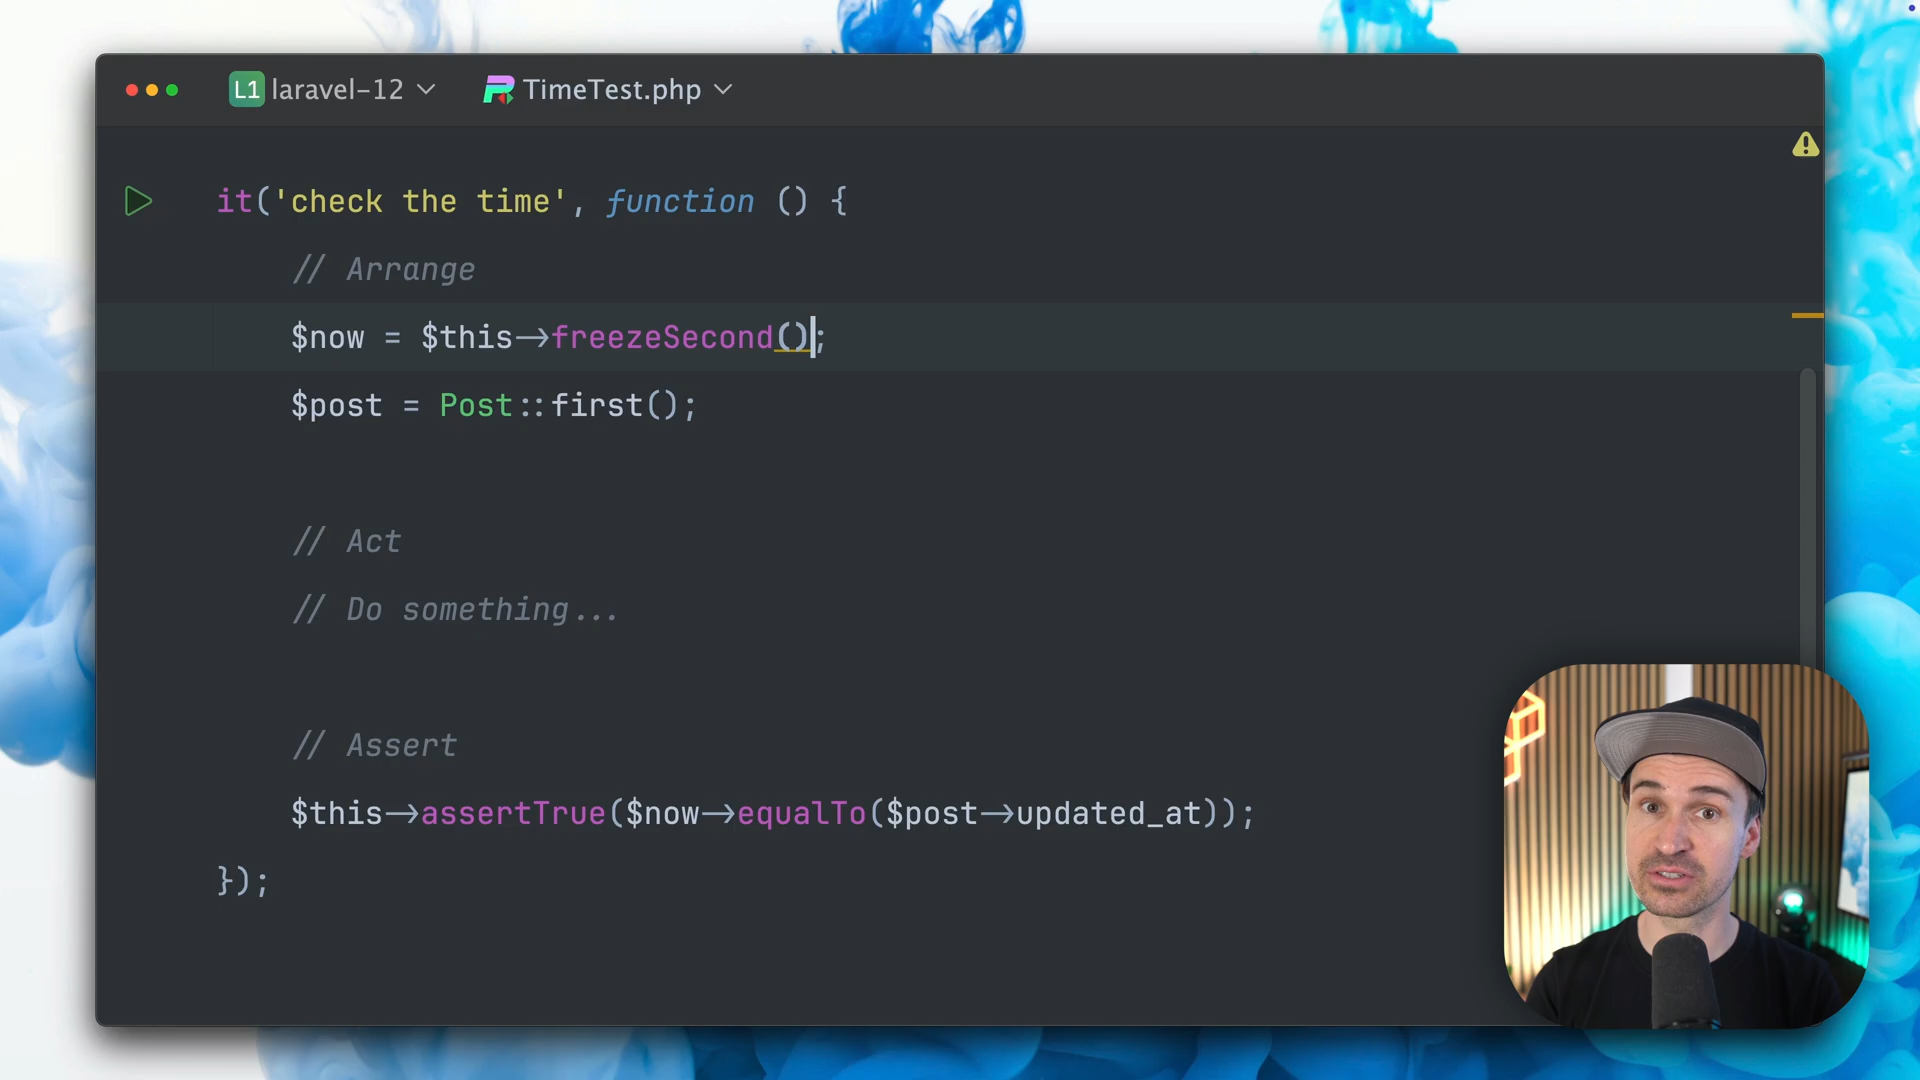 L1 laravel-12 TimeTest.php
it('check the time', function () {
// Arrange
$now = $this->freezeSecond();
$post = Post::first();
// Act
// Do something...
// Assert
$this->assertTrue($now->equalTo($post->updated_at));
});